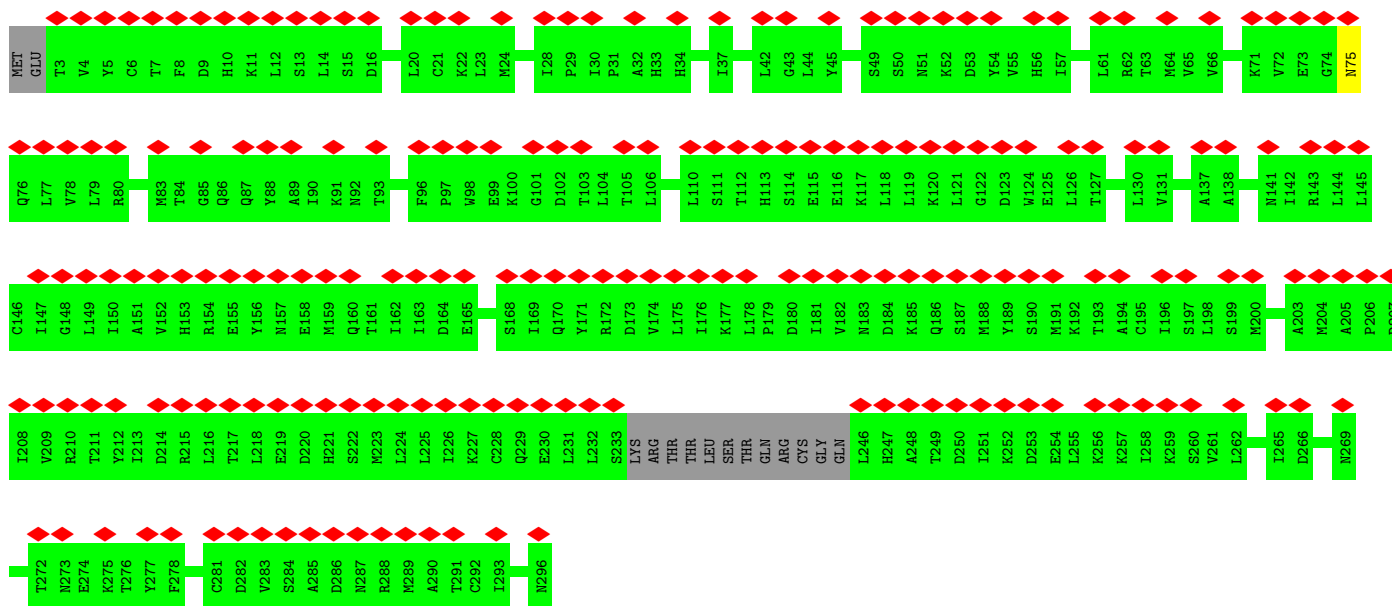 MET GLU T3 V4 Y5 C6 T7 F8 D9 H10 K11 L12 S13 L14 S15 D16 L20 C21 K22 L23 M24 I28 P29 I30 P31 A32 H33 H34 I37 L42 G43 L44 Y45 S49 S50 N51 K52 D53 Y54 V55 H56 I57 L61 R62 T63 M64 V65 V66 K71 V72 E73 G74 N75
Q76 L77 V78 L79 R80 M83 T84 G85 Q86 Q87 Y88 A89 I90 K91 N92 T93 F96 P97 W98 E99 K100 G101 D102 T103 L104 T105 L106 L110 S111 T112 H113 S114 E115 E116 K117 L118 L119 K120 L121 G122 D123 W124 E125 L126 T127 L130 V131 A137 A138 N141 I142 R143 L144 L145
C146 I147 G148 L149 I150 A151 V152 H153 R154 E155 Y156 N157 E158 M159 Q160 T161 I162 I163 D164 E165 S168 I169 Q170 Y171 R172 D173 V174 L175 I176 K177 L178 P179 D180 I181 V182 N183 D184 K185 Q186 S187 M188 Y189 S190 M191 K192 T193 A194 C195 I196 S197 L198 S199 M200 A203 M204 A205 P206
I208 V209 R210 T211 Y212 I213 D214 R215 L216 T217 L218 E219 D220 H221 S222 M223 L224 L225 I226 K227 C228 Q229 E230 L231 L232 S233 LYS ARG THR THR LEU SER THR GLN ARG CYS GLY GLN L246 H247 A248 T249 D250 I251 K252 D253 E254 L255 K256 K257 I258 K259 S260 V261 L262 I265 D266 N269
T272 N273 E274 K275 T276 Y277 F278 C281 D282 V283 S284 A285 D286 N287 R288 M289 A290 T291 C292 I293 N296